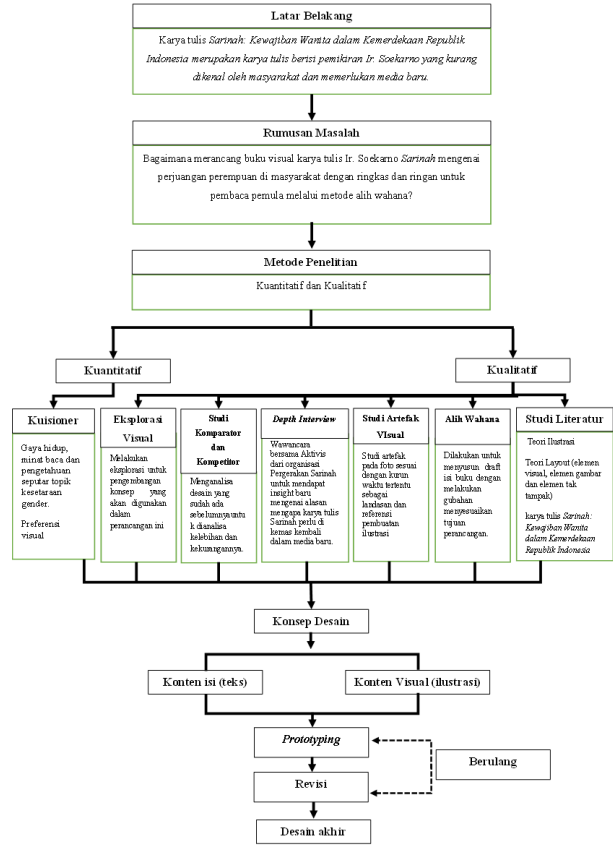 Latar Belakang
Karya tulis Sarinah: Kewajiban Wanita dalam Kemerdekaan Republik
Indonesia merupakan karya tulis berisi pemikiran Ir. Soekarno yang kurang
dikenal oleh masyarakat dan memerlukan media baru.
Rumusan Masalah
Bagaimana merancang buku visual karya tulis Ir. Soekarno Sarinah mengenai
perjuangan perempuan di masyarakat dengan ringkas dan ringan untuk
pembaca pemula melalui metode alih wahana?
Metode Penelitian
Kuantitatif dan Kualitatif
Kuantitatif
Kualitatif
Kuisioner
Gaya hidup,
minat baca dan
pengetahuan
seputar topik
kesetaraan
gender.
Preferensi
visual
Eksplorasi
Visual
Melakukan
eksplorasi untuk
pengembangan
konsep yang
akan digunakan
dalam
perancangan ini
Studi
Komparator
dan
Kompetitor
Menganalisa
desain yang
sudah ada
sebelumnya untu
k dianalisa
kelebihan dan
kekurangannya.
Depth Interview
Wawancara
bersama Aktivis
dari organisasi
Pergerakan Sarinah
untuk mendapat
insight baru
mengenai alasan
mengapa karya tulis
Sarinah perlu di
kemas kembali
dalam media baru.
Studi Artefak
VIsual
Studi artefak
pada foto sesuai
dengan kurun
waktu tertentu
sebagai
landasan dan
referensi
pembuatan
ilustrasi
Alih Wahana
Dilakukan untuk
menyusun draft
isi buku dengan
melakukan
gubahan
menyesuaikan
tujuan
perancangan.
Studi Literatur
Teori Ilustrasi
Teori Layout (elemen
visual, elemen gambar
dan elemen tak
tampak)
karya tulis Sarinah:
Kewajiban Wanita
dalam Kemerdekaan
Republik Indonesia
Konsep Desain
Konten isi (teks)
Konten Visual (ilustrasi)
Prototyping
Berulang
Revisi
Desain akhir